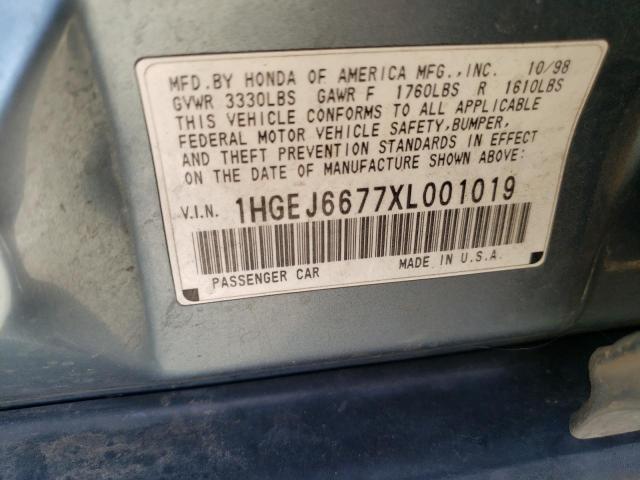 MFD.BY HONDA OF AMERICA MFG.,INC. 10/98
GVWR 3330LBS GAWR F 1760LBS R 1610LBS
THIS VEHICLE CONFORMS TO ALL APPLICABLE
FEDERAL MOTOR VEHICLE SAFETY,BUMPER,
AND THEFT PREVENTION STANDARDS IN EFFECT
ON THE DATE OF MANUFACTURE SHOWN ABOVE:
V.I.N. 1HGEJ6677XL001019
PASSENGER CAR MADE IN U.S.A.